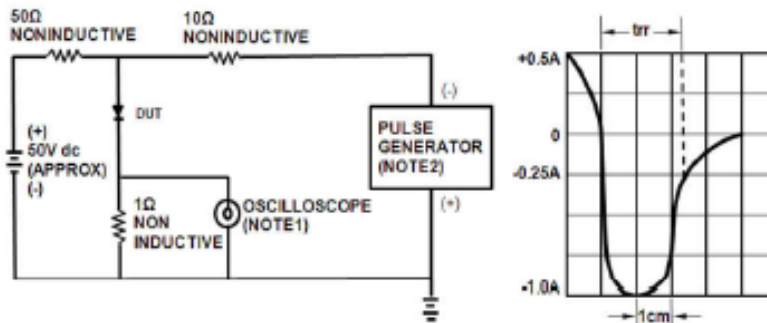 50Ω
NONINDUCTIVE
10Ω
NONINDUCTIVE
DUT
(+)
50V dc
(APPROX)
(-)
1Ω
NON
INDUCTIVE
OSCILLOSCOPE
(NOTE1)
(-)
PULSE
GENERATOR
(NOTE2)
(+)
trr
+0.5A
0
-0.25A
-1.0A
1cm